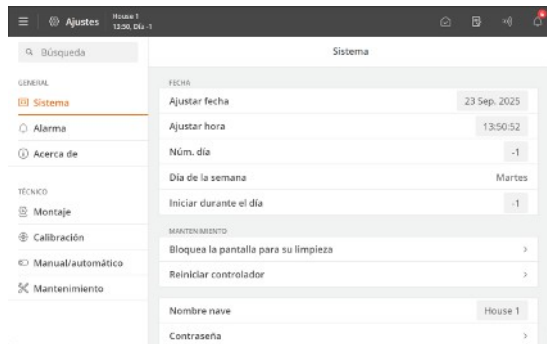 Ajustes
House 1
13:50, Día -1
Búsqueda
Sistema
GENERAL
Sistema
Alarma
Acerca de
TÉCNICO
Montaje
Calibración
Manual/automático
Mantenimiento
FECHA
Ajustar fecha 23 Sep. 2025
Ajustar hora 13:50:52
Núm. día -1
Día de la semana Martes
Iniciar durante el día -1
MANTENIMIENTO
Bloquea la pantalla para su limpieza
Reiniciar controlador
Nombre nave House 1
Contraseña